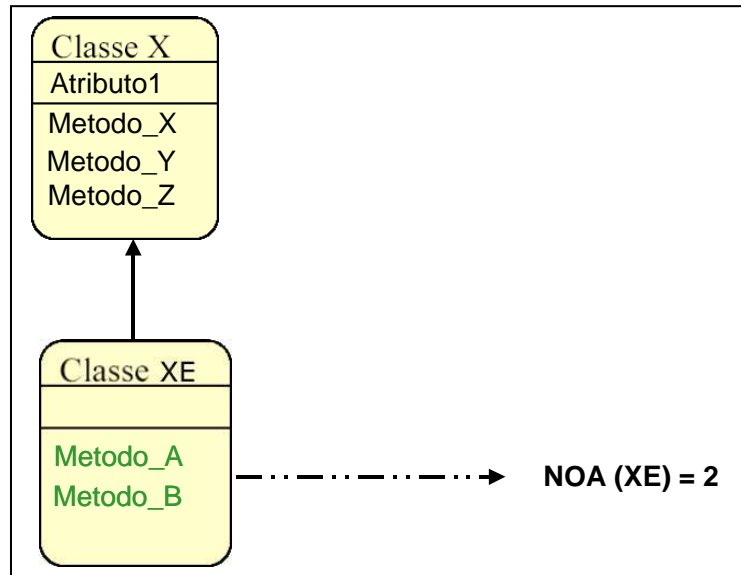 Classe X
Atributo1
Metodo_X
Metodo_Y
Metodo_Z
Classe XE
Metodo_A
Metodo_B
NOA (XE) = 2